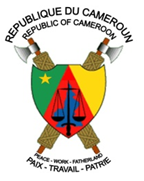 REPUBLIQUE DU CAMEROUN
REPUBLIC OF CAMEROON
PEACE - WORK - FATHERLAND
PAIX - TRAVAIL - PATRIE